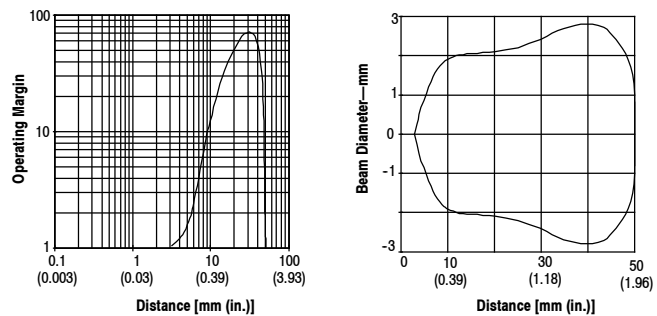 100
10
1
Operating Margin
0.1 1 10 100
(0.003) (0.03) (0.39) (3.93)
Distance [mm (in.)]
3
1
0
-1
-3
Beam Diameter—mm
0 10 30 50
(0.39) (1.18) (1.96)
Distance [mm (in.)]